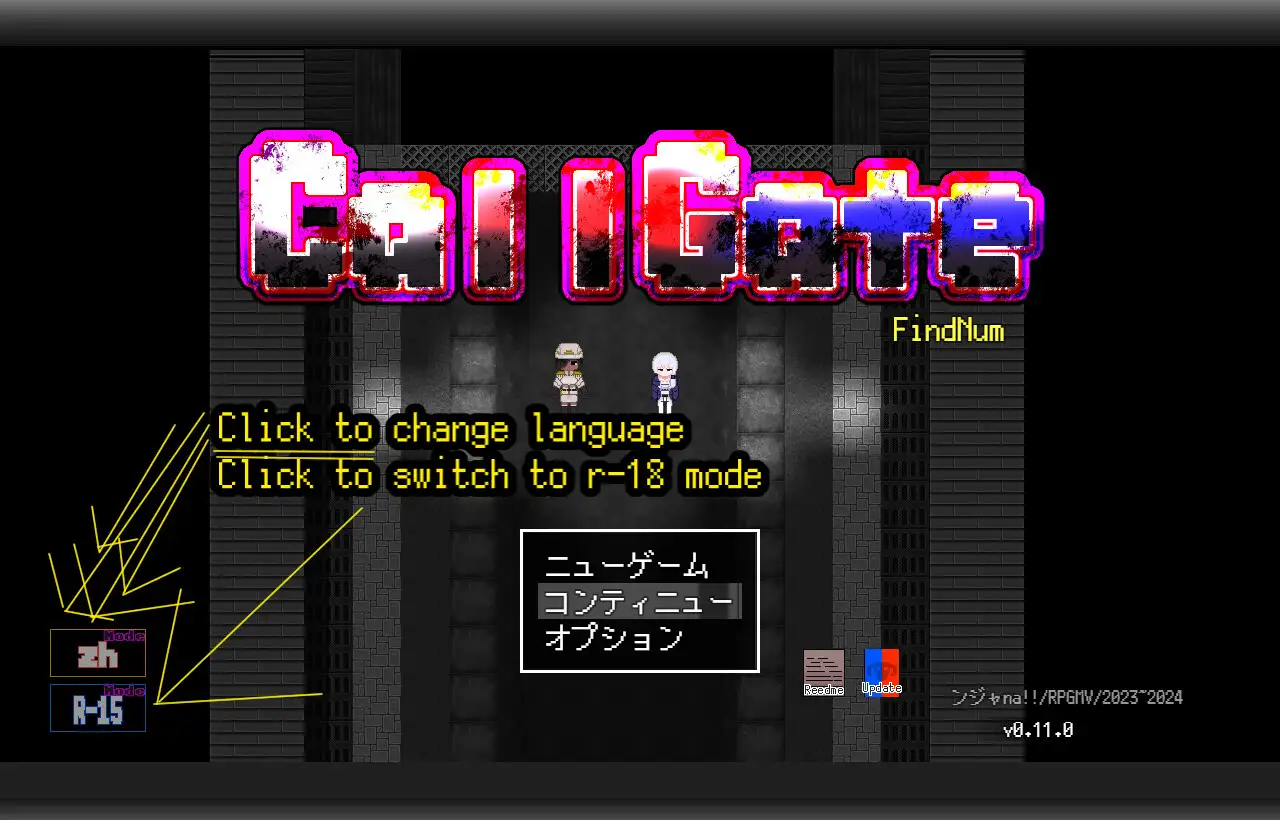 CallGate
FindNum
Click to change language
Click to switch to r-18 mode
ニューゲーム
コンティニュー
オプション
Mode
zh
Mode
R-15
Reedme
Update
ンジャna!!/RPGMV/2023~2024
v0.11.0